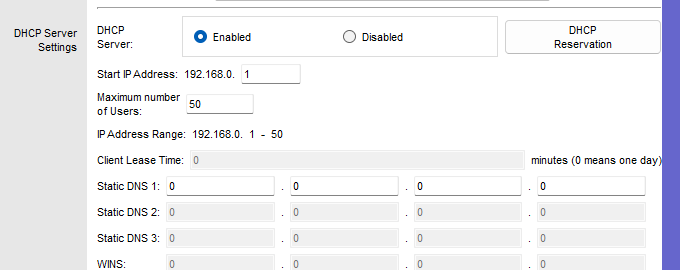 DHCP Server
Settings
DHCP
Server:
Enabled
Disabled
DHCP
Reservation
Start IP Address: 192.168.0. 1
Maximum number
of Users: 50
IP Address Range: 192.168.0. 1 - 50
Client Lease Time: 0 minutes (0 means one day)
Static DNS 1: 0 . 0 . 0 . 0
Static DNS 2: 0 . 0 . 0 . 0
Static DNS 3: 0 . 0 . 0 . 0
WINS: 0 . 0 . 0 . 0